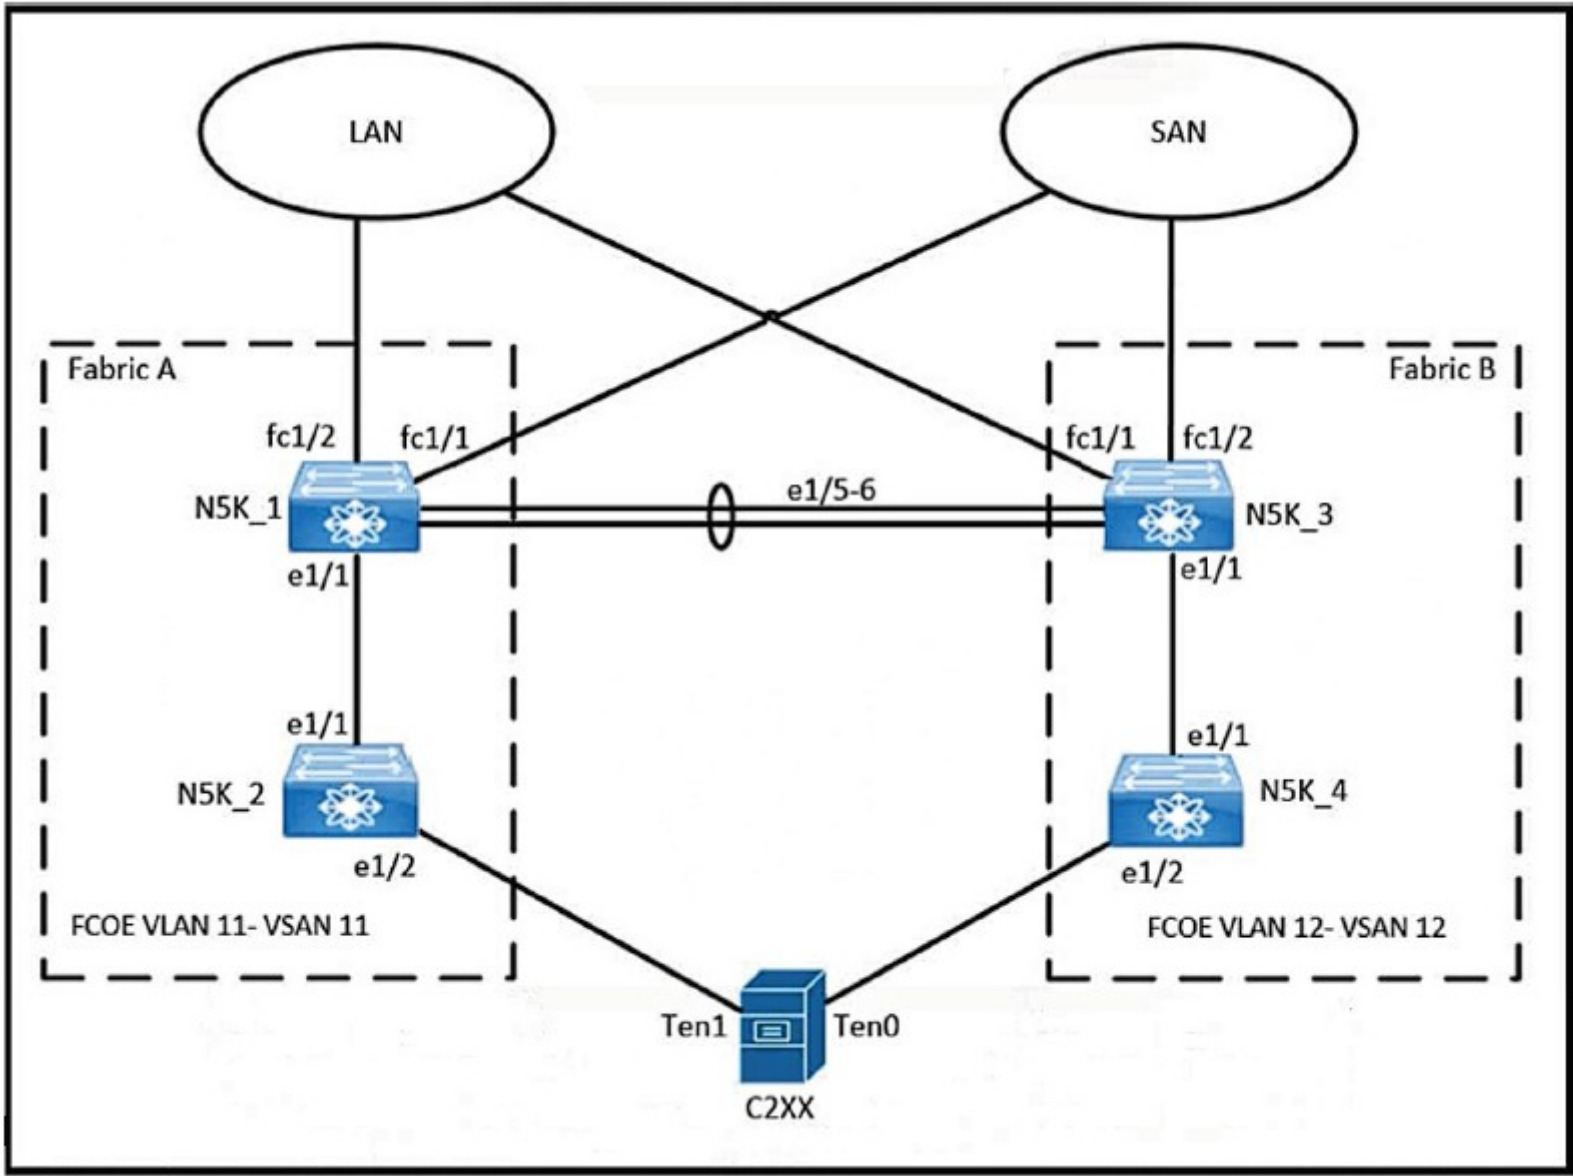 LAN
SAN
Fabric A
Fabric B
fc1/2
fc1/1
fc1/1
fc1/2
e1/5-6
N5K_1
N5K_3
e1/1
e1/1
e1/1
e1/1
N5K_2
N5K_4
e1/2
e1/2
FCOE VLAN 11- VSAN 11
FCOE VLAN 12- VSAN 12
Ten1
Ten0
C2XX